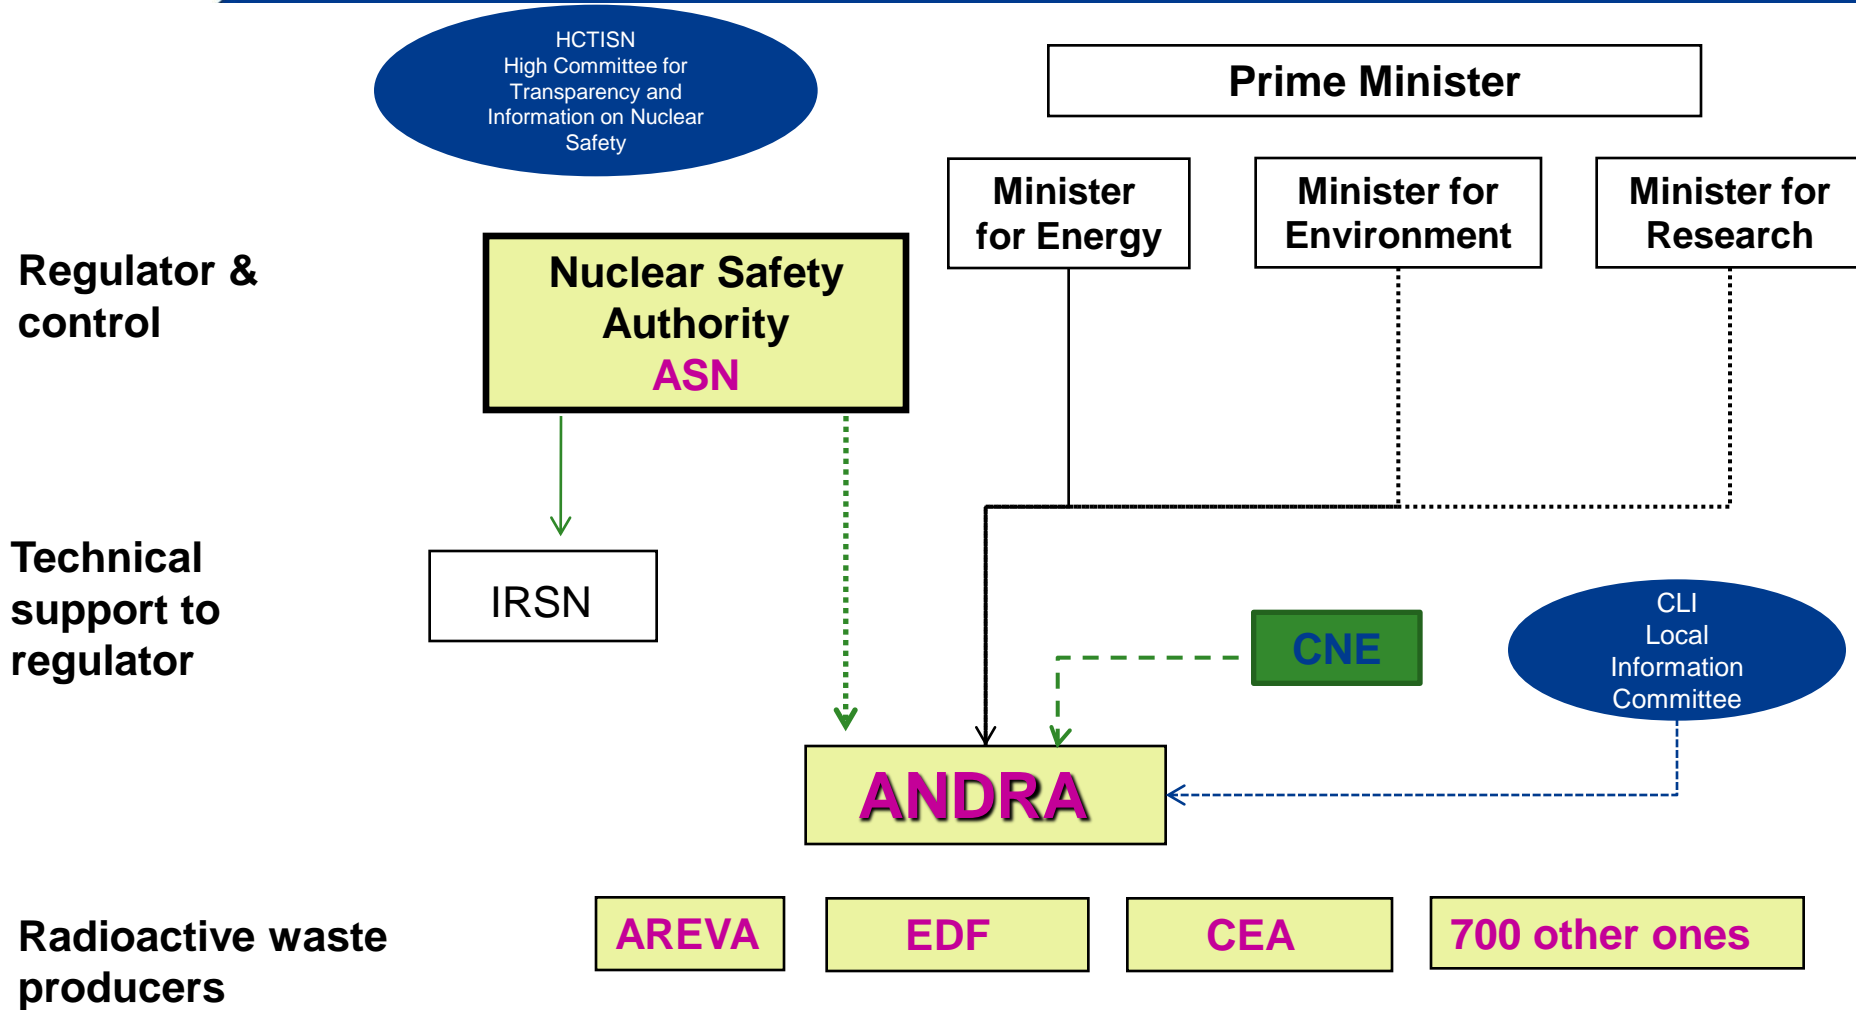 HCTISN
High Committee for
Transparency and
Information on Nuclear
Safety
Prime Minister
Minister
for Energy
Minister for
Environment
Minister for
Research
Regulator &
control
Nuclear Safety
Authority
ASN
Technical
support to
regulator
IRSN
CNE
CLI
Local
Information
Committee
ANDRA
Radioactive waste
producers
AREVA
EDF
CEA
700 other ones